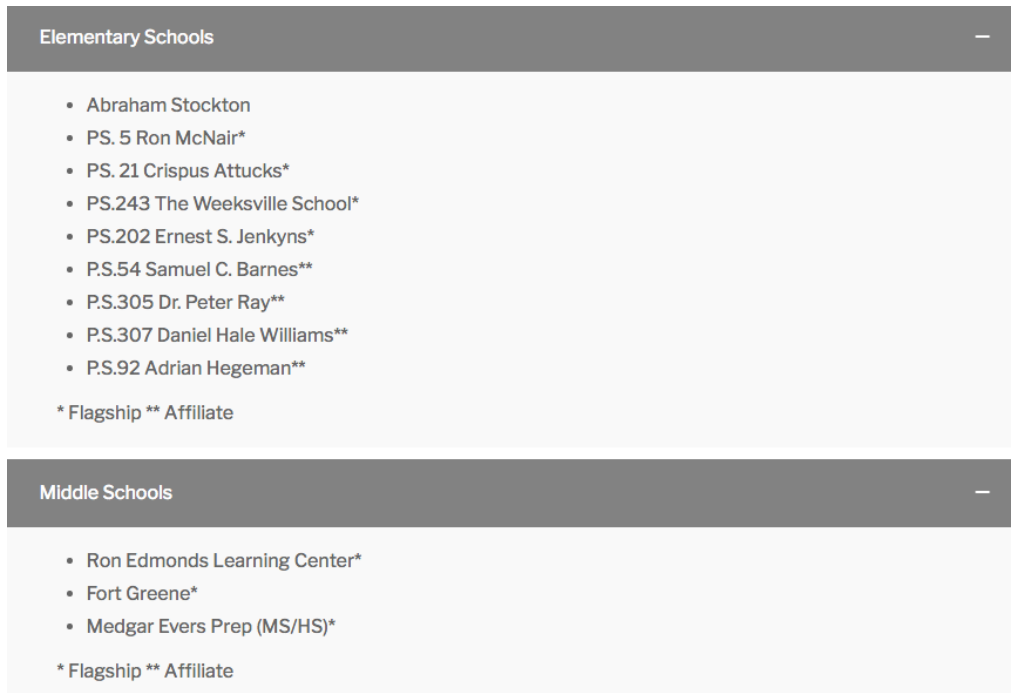 Elementary Schools
• Abraham Stockton
• PS. 5 Ron McNair*
• PS. 21 Crispus Attucks*
• PS.243 The Weeksville School*
• PS.202 Ernest S. Jenkyns*
• P.S.54 Samuel C. Barnes**
• P.S.305 Dr. Peter Ray**
• P.S.307 Daniel Hale Williams**
• P.S.92 Adrian Hegeman**
* Flagship ** Affiliate
Middle Schools
• Ron Edmonds Learning Center*
• Fort Greene*
• Medgar Evers Prep (MS/HS)*
* Flagship ** Affiliate